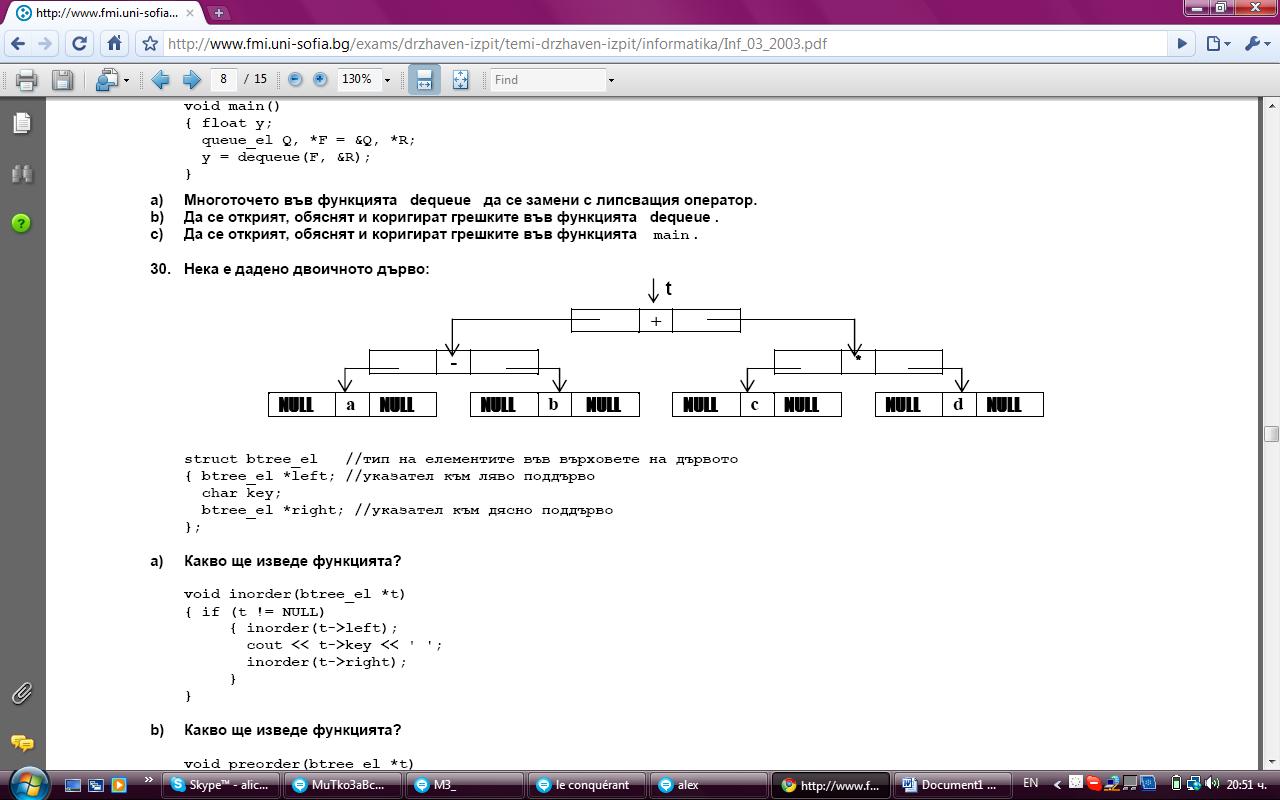 http://www.fmi.uni-sofia...
http://www.fmi.uni-sofia.bg/exams/drzhaven-izpit/temi-drzhaven-izpit/informatika/Inf_03_2003.pdf
8 / 15 130% Find
void main()
{ float y;
queue_el Q, *F = &Q, *R;
y = dequeue(F, &R);
}
a) Многоточето във функцията dequeue да се замени с липсващия оператор.
b) Да се открият, обяснят и коригират грешките във функцията dequeue .
c) Да се открият, обяснят и коригират грешките във функцията main .
30. Нека е дадено двоичното дърво:
t
+
- *
NULL a NULL NULL b NULL NULL c NULL NULL d NULL
struct btree_el //тип на елементите във върховете на дървото
{ btree_el *left; //указател към ляво поддърво
char key;
btree_el *right; //указател към дясно поддърво
};
a) Какво ще изведе функцията?
void inorder(btree_el *t)
{ if (t != NULL)
{ inorder(t->left);
cout << t->key << ' ';
inorder(t->right);
}
}
b) Какво ще изведе функцията?
void preorder(btree_el *t)
Skype™ - alic... MuTko3aBc... M3_ le conquérant alex http://www.f... Document1 ... EN 20:51 ч.